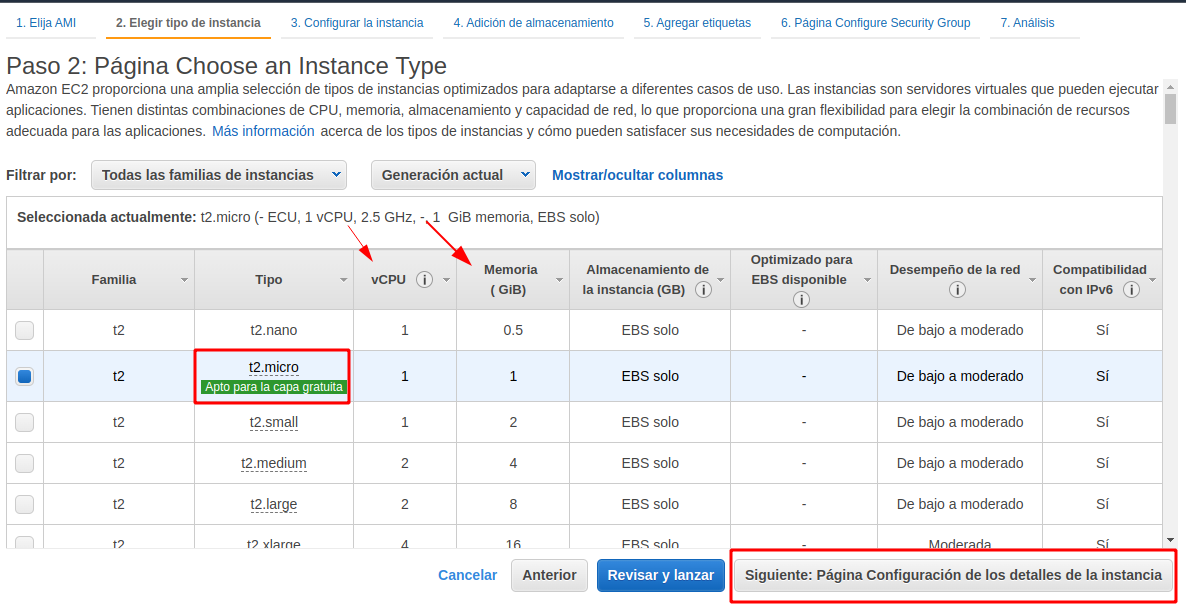 1. Elija AMI
2. Elegir tipo de instancia
3. Configurar la instancia
4. Adición de almacenamiento
5. Agregar etiquetas
6. Página Configure Security Group
7. Análisis
Paso 2: Página Choose an Instance Type
Amazon EC2 proporciona una amplia selección de tipos de instancias optimizados para adaptarse a diferentes casos de uso. Las instancias son servidores virtuales que pueden ejecutar
aplicaciones. Tienen distintas combinaciones de CPU, memoria, almacenamiento y capacidad de red, lo que proporciona una gran flexibilidad para elegir la combinación de recursos
adecuada para las aplicaciones. Más información acerca de los tipos de instancias y cómo pueden satisfacer sus necesidades de computación.
Filtrar por: Todas las familias de instancias Generación actual Mostrar/ocultar columnas
Seleccionada actualmente: t2.micro (- ECU, 1 vCPU, 2.5 GHz, -, 1 GiB memoria, EBS solo)
Familia
Tipo
vCPU
Memoria
( GiB)
Almacenamiento de
la instancia (GB)
Optimizado para
EBS disponible
Desempeño de la red
Compatibilidad
con IPv6
t2 t2.nano 1 0.5 EBS solo - De bajo a moderado Sí
t2 t2.micro 1 1 EBS solo - De bajo a moderado Sí
Apto para la capa gratuita
t2 t2.small 1 2 EBS solo - De bajo a moderado Sí
t2 t2.medium 2 4 EBS solo - De bajo a moderado Sí
t2 t2.large 2 8 EBS solo - De bajo a moderado Sí
t2 t2.xlarge 4 16 EBS solo - Moderada Sí
Cancelar Anterior Revisar y lanzar Siguiente: Página Configuración de los detalles de la instancia